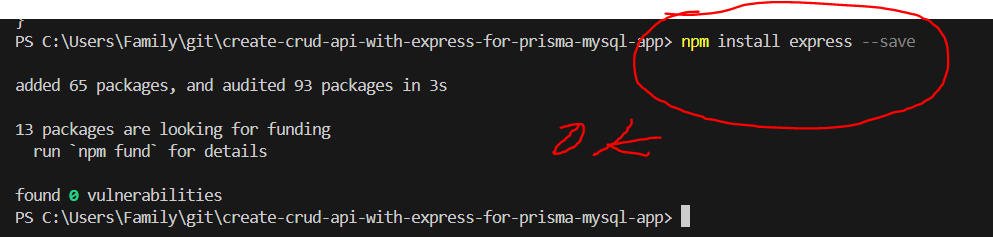 }
PS C:\Users\Family\git\create-crud-api-with-express-for-prisma-mysql-app> npm install express --save
added 65 packages, and audited 93 packages in 3s
13 packages are looking for funding
run `npm fund` for details
found 0 vulnerabilities
PS C:\Users\Family\git\create-crud-api-with-express-for-prisma-mysql-app>